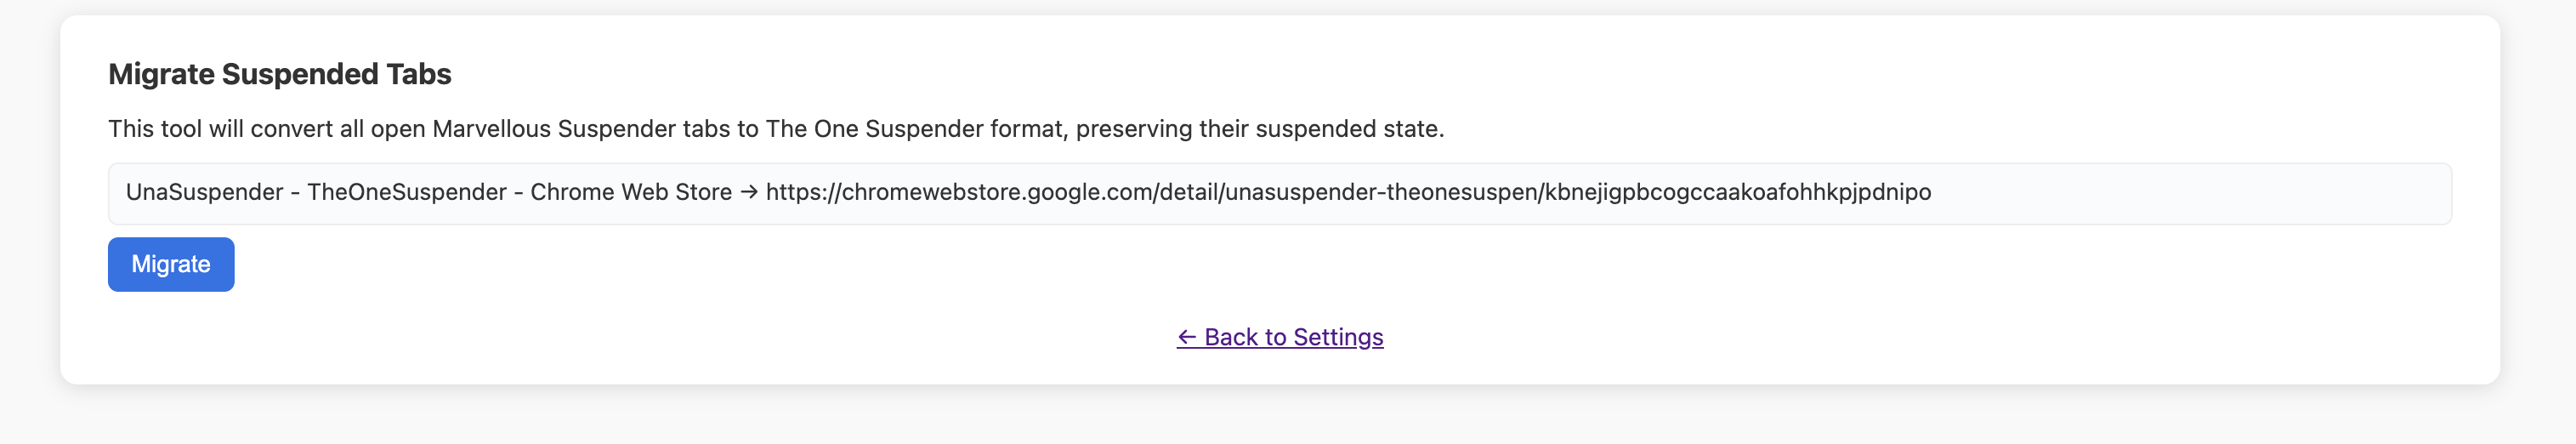 Migrate Suspended Tabs
This tool will convert all open Marvellous Suspender tabs to The One Suspender format, preserving their suspended state.
UnaSuspender - TheOneSuspender - Chrome Web Store → https://chromewebstore.google.com/detail/unasuspender-theonesuspen/kbnejigpbcogccaakoafohhkpjpdnipo
Migrate
← Back to Settings